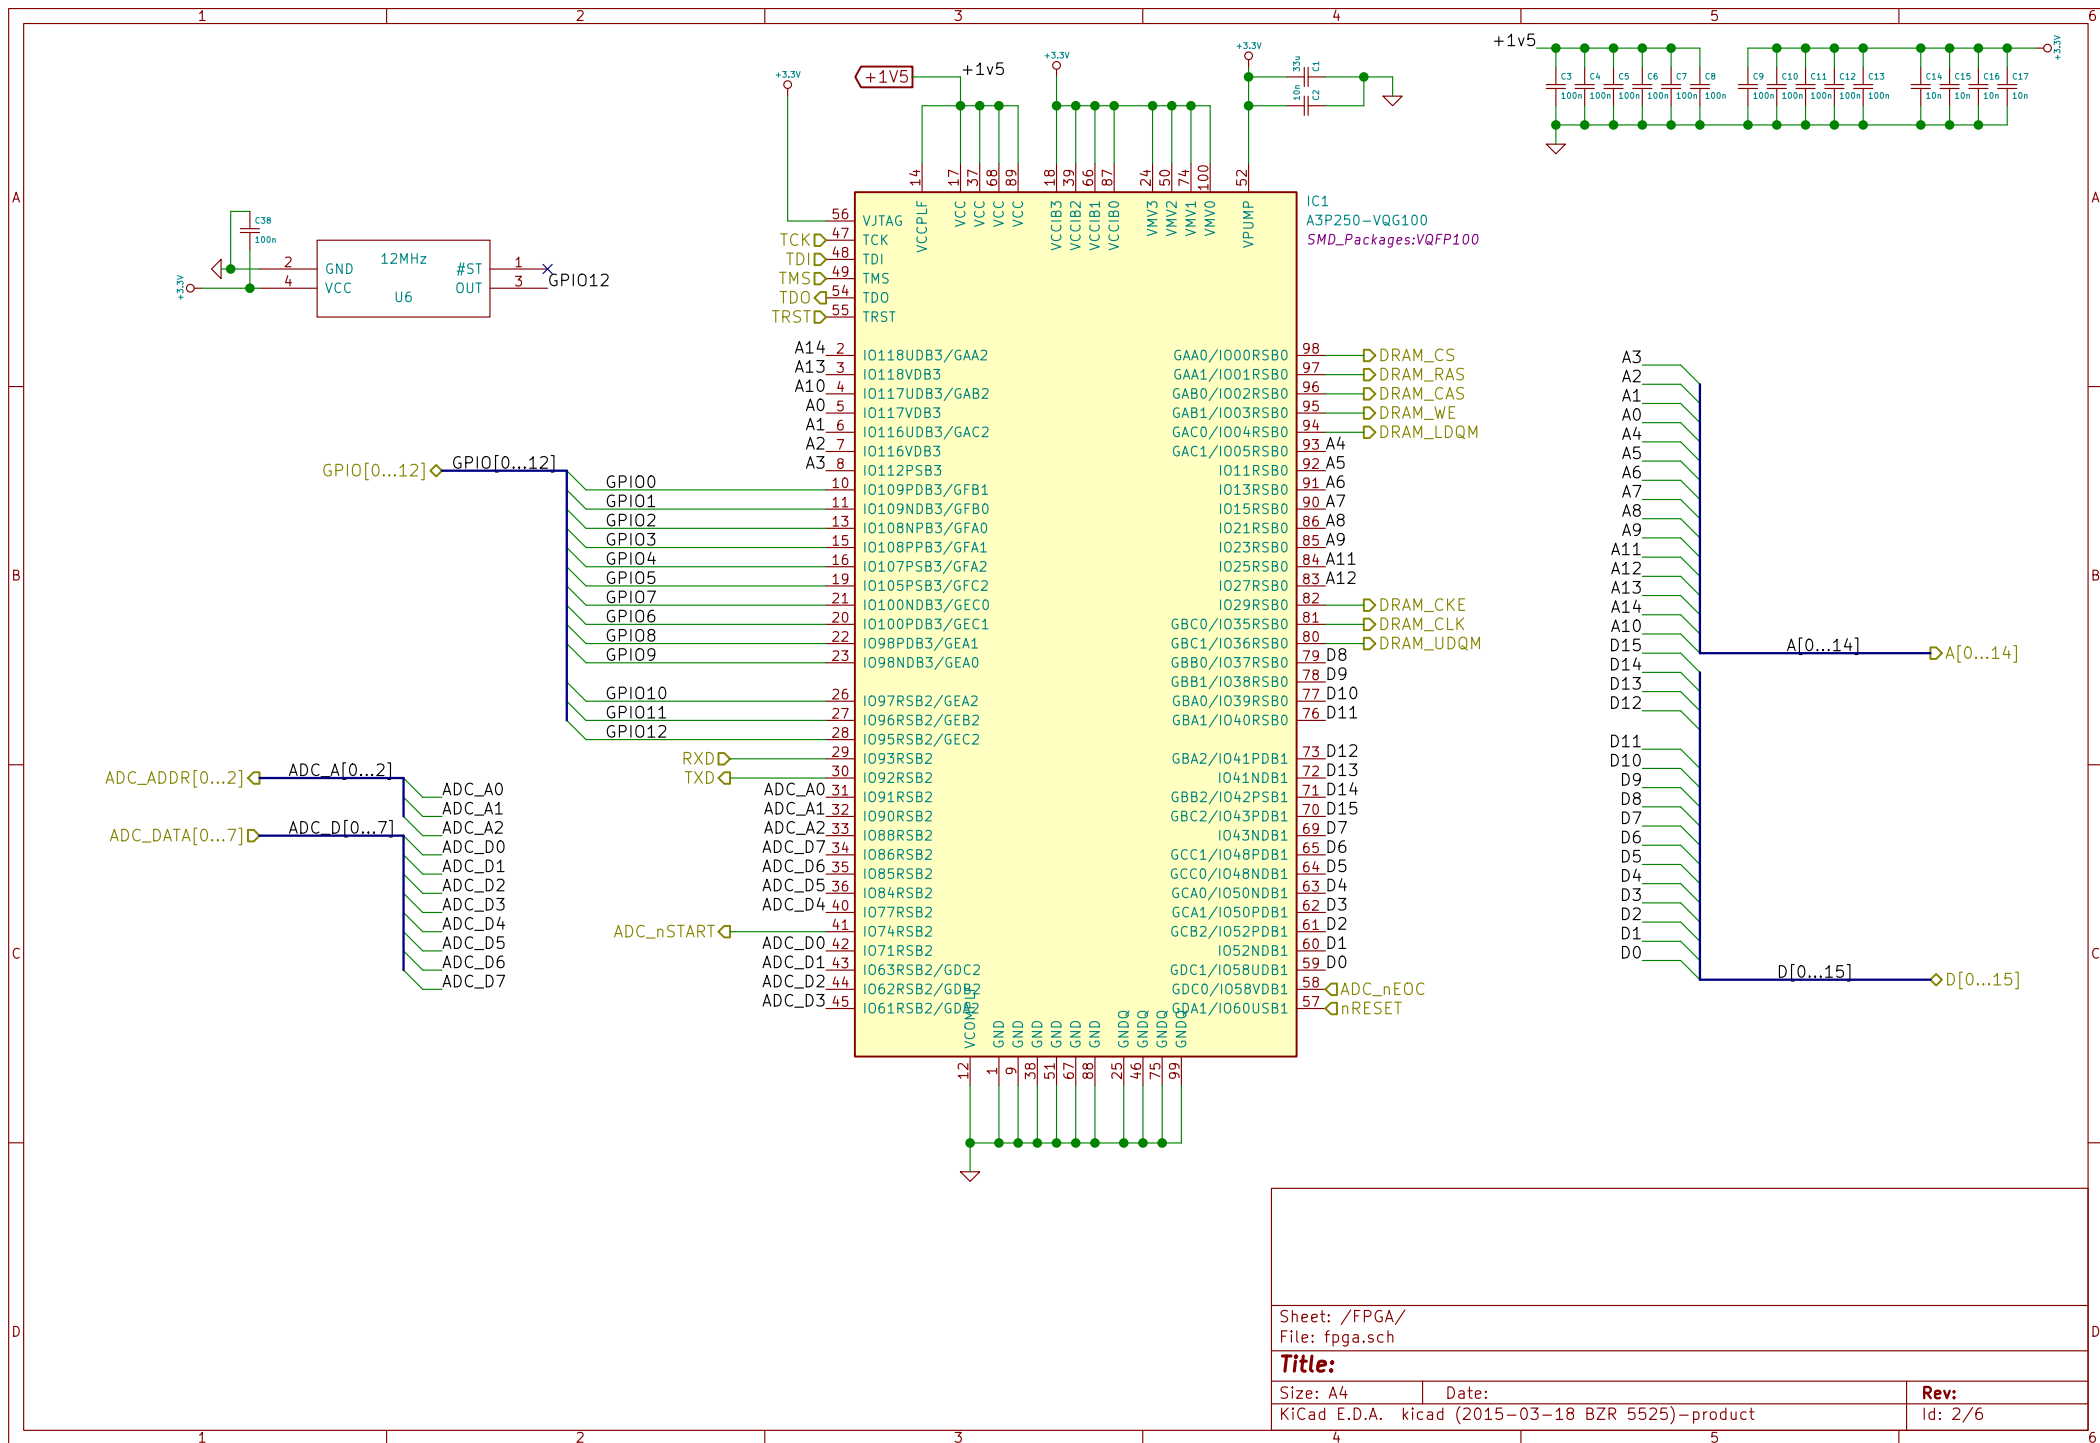 1 2 3 4 5 6
A
B
C
D
A
B
C
D
1 2 3 4 5 6
+3.3V
+1V5
+1v5
+3.3V
+3.3V
33u C1
10n C2
+1v5
+3.3V
C3 100n
C4 100n
C5 100n
C6 100n
C7 100n
C8 100n
C9 100n
C10 100n
C11 100n
C12 100n
C13 100n
C14 10n
C15 10n
C16 10n
C17 10n
C38
100n
+3.3V
12MHz
U6
2 GND
4 VCC
#ST 1
OUT 3
GPIO12
IC1
A3P250-VQG100
SMD_Packages:VQFP100
14 VCCPLF
17 VCC
37 VCC
68 VCC
89 VCC
18 VCCIB3
39 VCCIB2
66 VCCIB1
87 VCCIB0
24 VMV3
50 VMV2
74 VMV1
100 VMV0
52 VPUMP
56 VJTAG
TCK 47 TCK
TDI 48 TDI
TMS 49 TMS
TDO 54 TDO
TRST 55 TRST
A14 2 IO118UDB3/GAA2
A13 3 IO118VDB3
A10 4 IO117UDB3/GAB2
A0 5 IO117VDB3
A1 6 IO116UDB3/GAC2
A2 7 IO116VDB3
A3 8 IO112PSB3
GPIO[0...12] GPIO[0...12]
GPIO0 10 IO109PDB3/GFB1
GPIO1 11 IO109NDB3/GFB0
GPIO2 13 IO108NPB3/GFA0
GPIO3 15 IO108PPB3/GFA1
GPIO4 16 IO107PSB3/GFA2
GPIO5 19 IO105PSB3/GFC2
GPIO7 21 IO100NDB3/GEC0
GPIO6 20 IO100PDB3/GEC1
GPIO8 22 IO98PDB3/GEA1
GPIO9 23 IO98NDB3/GEA0
GPIO10 26 IO97RSB2/GEA2
GPIO11 27 IO96RSB2/GEB2
GPIO12 28 IO95RSB2/GEC2
RXD 29 IO93RSB2
TXD 30 IO92RSB2
ADC_A0 31 IO91RSB2
ADC_A1 32 IO90RSB2
ADC_A2 33 IO88RSB2
ADC_D7 34 IO86RSB2
ADC_D6 35 IO85RSB2
ADC_D5 36 IO84RSB2
ADC_D4 40 IO77RSB2
ADC_nSTART 41 IO74RSB2
ADC_D0 42 IO71RSB2
ADC_D1 43 IO63RSB2/GDC2
ADC_D2 44 IO62RSB2/GDB2
ADC_D3 45 IO61RSB2/GDA2
ADC_ADDR[0...2] ADC_A[0...2]
ADC_A0
ADC_A1
ADC_A2
ADC_DATA[0...7] ADC_D[0...7]
ADC_D0
ADC_D1
ADC_D2
ADC_D3
ADC_D4
ADC_D5
ADC_D6
ADC_D7
GAA0/IO00RSB0 98 DRAM_CS
GAA1/IO01RSB0 97 DRAM_RAS
GAB0/IO02RSB0 96 DRAM_CAS
GAB1/IO03RSB0 95 DRAM_WE
GAC0/IO04RSB0 94 DRAM_LDQM
GAC1/IO05RSB0 93 A4
IO11RSB0 92 A5
IO13RSB0 91 A6
IO15RSB0 90 A7
IO21RSB0 86 A8
IO23RSB0 85 A9
IO25RSB0 84 A11
IO27RSB0 83 A12
IO29RSB0 82 DRAM_CKE
GBC0/IO35RSB0 81 DRAM_CLK
GBC1/IO36RSB0 80 DRAM_UDQM
GBB0/IO37RSB0 79 D8
GBB1/IO38RSB0 78 D9
GBA0/IO39RSB0 77 D10
GBA1/IO40RSB0 76 D11
GBA2/IO41PDB1 73 D12
IO41NDB1 72 D13
GBB2/IO42PSB1 71 D14
GBC2/IO43PDB1 70 D15
IO43NDB1 69 D7
GCC1/IO48PDB1 65 D6
GCC0/IO48NDB1 64 D5
GCA0/IO50NDB1 63 D4
GCA1/IO50PDB1 62 D3
GCB2/IO52PDB1 61 D2
IO52NDB1 60 D1
GDC1/IO58UDB1 59 D0
GDC0/IO58VDB1 58 ADC_nEOC
GDA1/IO60USB1 57 nRESET
VCOMPLF 12
GND 1
GND 9
GND 38
GND 51
GND 67
GND 88
GNDQ 25
GNDQ 46
GNDQ 75
GNDQ 99
A3
A2
A1
A0
A4
A5
A6
A7
A8
A9
A11
A12
A13
A14
A10
A[0...14] A[0...14]
D15
D14
D13
D12
D11
D10
D9
D8
D7
D6
D5
D4
D3
D2
D1
D0
D[0...15] D[0...15]
Sheet: /FPGA/
File: fpga.sch
Title:
Size: A4 Date: Rev:
KiCad E.D.A. kicad (2015-03-18 BZR 5525)-product Id: 2/6